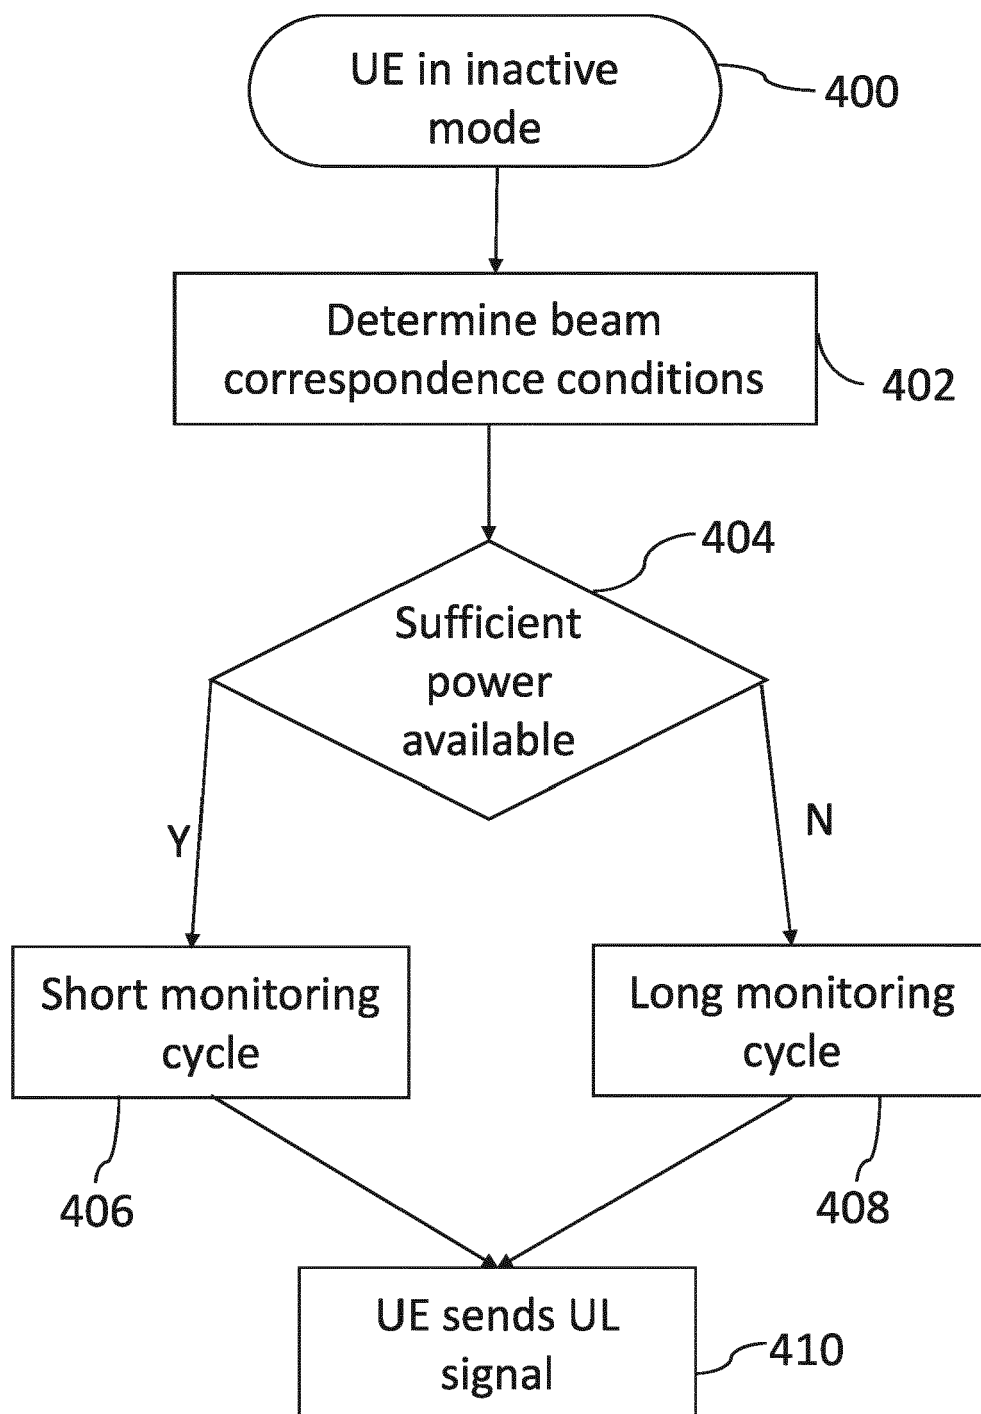 UE in inactive
mode
400
Determine beam
correspondence conditions
402
404
Sufficient
power
available
Y
N
Short monitoring
cycle
Long monitoring
cycle
406
408
UE sends UL
signal
410